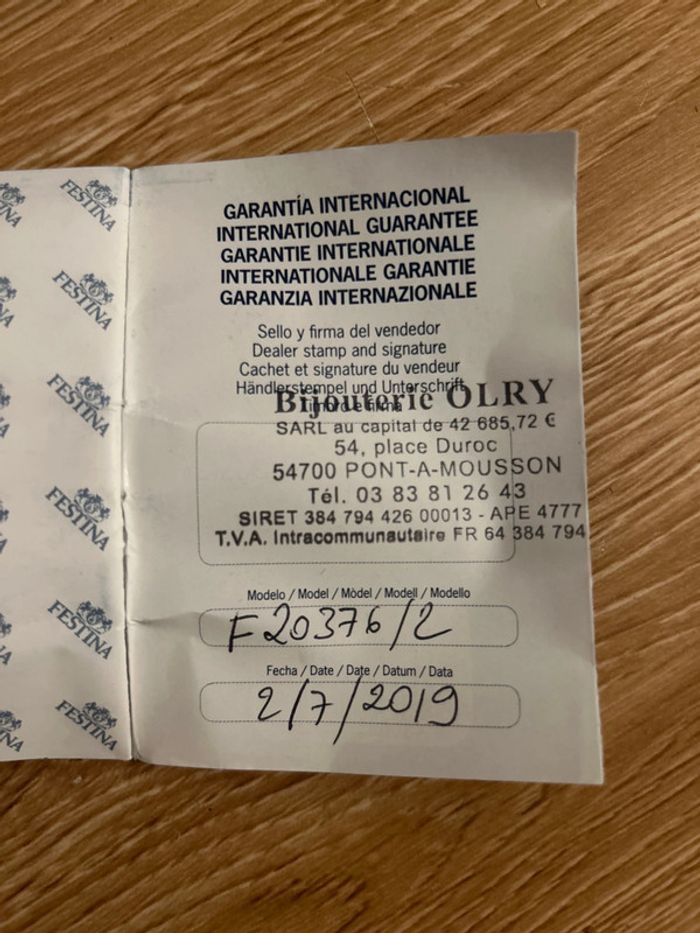 FESTINA
FESTINA
FESTINA
FESTINA
FESTINA
FESTINA
GARANTÍA INTERNACIONAL
INTERNATIONAL GUARANTEE
GARANTIE INTERNATIONALE
INTERNATIONALE GARANTIE
GARANZIA INTERNAZIONALE
Sello y firma del vendedor
Dealer stamp and signature
Cachet et signature du vendeur
Händlerstempel und Unterschrift
Timbro e firma
Bijouterie OLRY
SARL au capital de 42 685,72 €
54, place Duroc
54700 PONT-A-MOUSSON
Tél. 03 83 81 26 43
SIRET 384 794 426 00013 - APE 4777
T.V.A. Intracommunautaire FR 64 384 794
Modelo / Model / Mòdel / Modell / Modello
F20376/2
Fecha / Date / Date / Datum / Data
2/7/2019